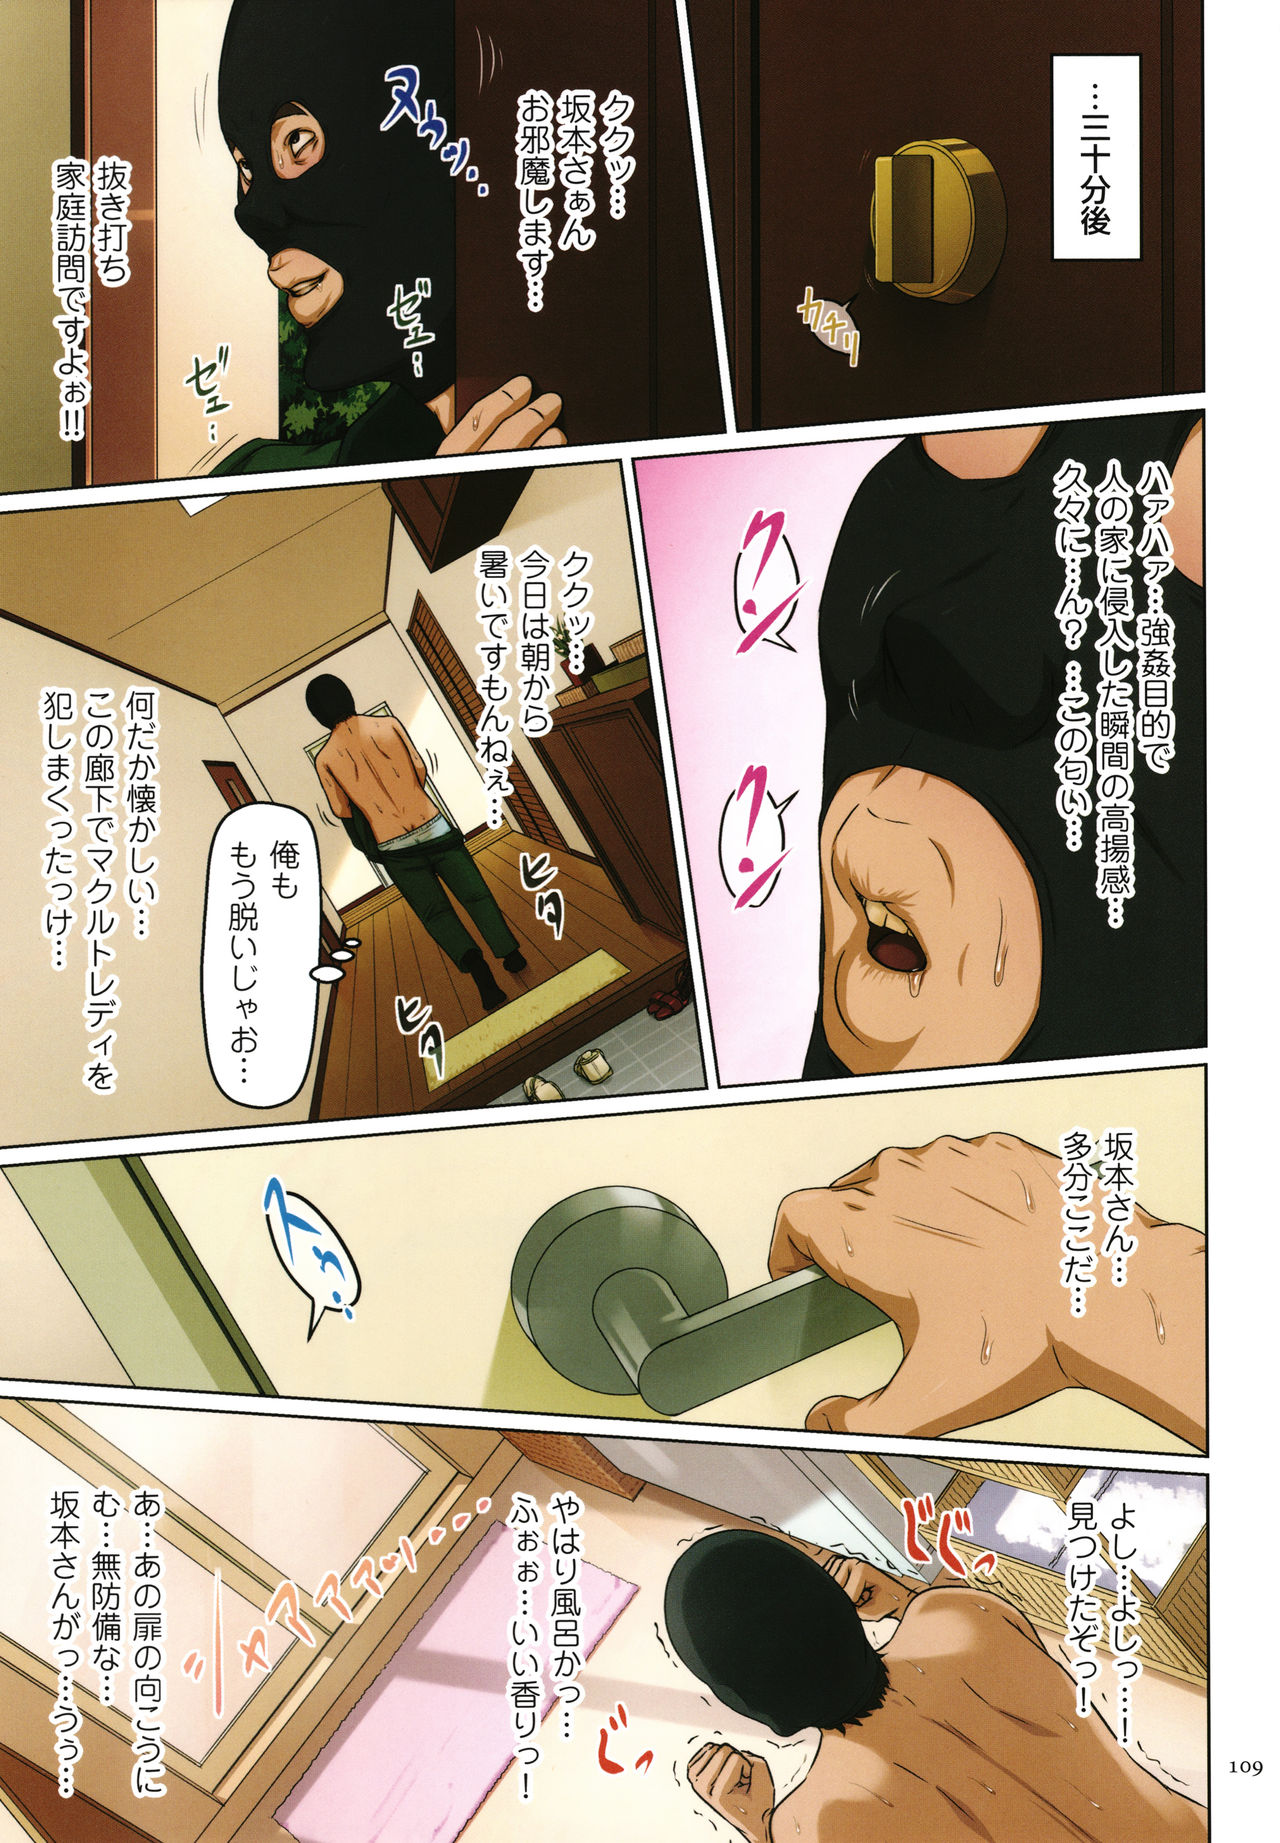 …三十分後
カチリ
ククッ…
坂本さぁん
お邪魔します…
ヌウゥッ‥
ゼェ‥
ゼェ‥
抜き打ち
家庭訪問ですよぉ!!
ハァハァ…強姦目的で
人の家に侵入した瞬間の高揚感…
久々に…ん?…この匂い…
クン
クン
ククッ…
今日は朝から
暑いですもんねぇ…
俺も
もう脱いじゃお…
ヒタ
ヒタ
何だか懐かしい…
この廊下でマクルトレディを
犯しまくったっけ…
坂本さん…
多分ここだ…
スゥ…
よし…よしっ…!
見つけたぞっ!
じじっ
じっ
やはり風呂かっ…
ふぉぉ…いい香りっ!
シャアアアァッ…
あ…あの扉の向こうに
む…無防備な…
坂本さんがっ…うぅ…
109